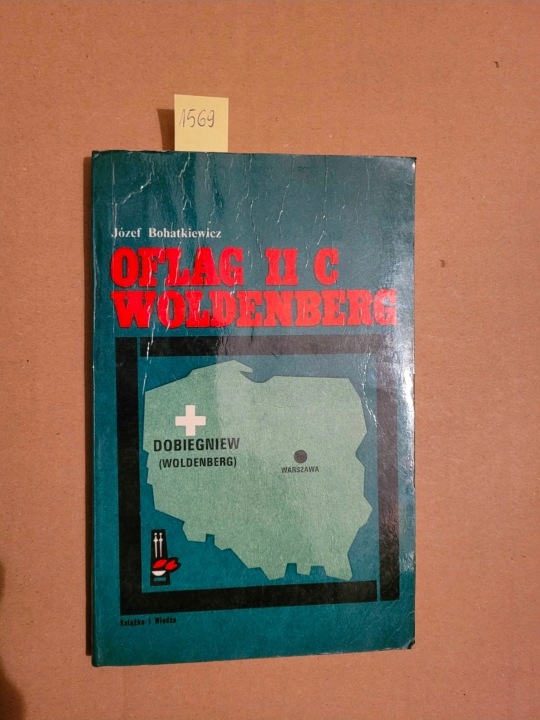 1569
Józef Bohatkiewicz
OFLAG II C
WOLDENBERG
DOBIEGNIEW
(WOLDENBERG)
WARSZAWA
Książka i Wiedza